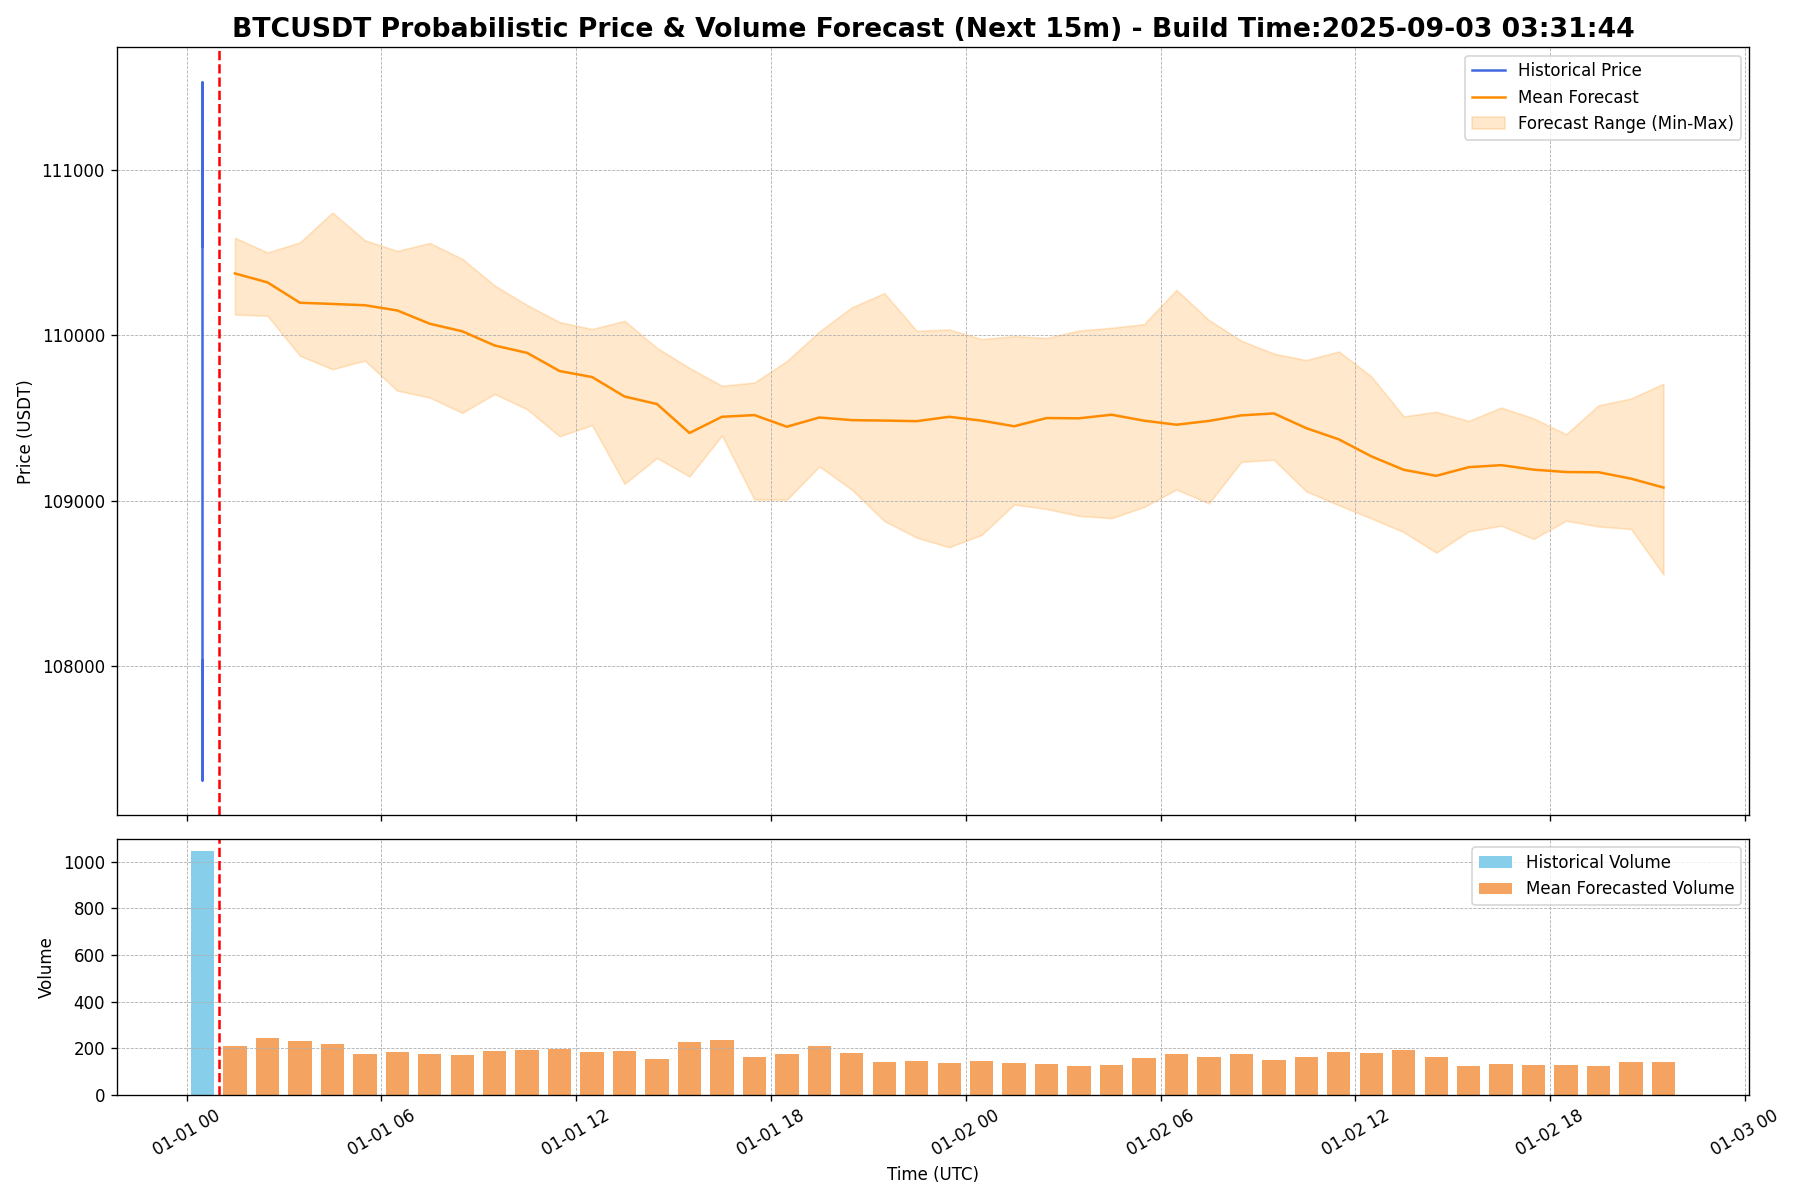 BTCUSDT Probabilistic Price & Volume Forecast (Next 15m) - Build Time:2025-09-03 03:31:44
Historical Price
Mean Forecast
Forecast Range (Min-Max)
Price (USDT)
111000
110000
109000
108000
Historical Volume
Mean Forecasted Volume
Volume
1000
800
600
400
200
0
01-01 00
01-01 06
01-01 12
01-01 18
01-02 00
01-02 06
01-02 12
01-02 18
01-03 00
Time (UTC)